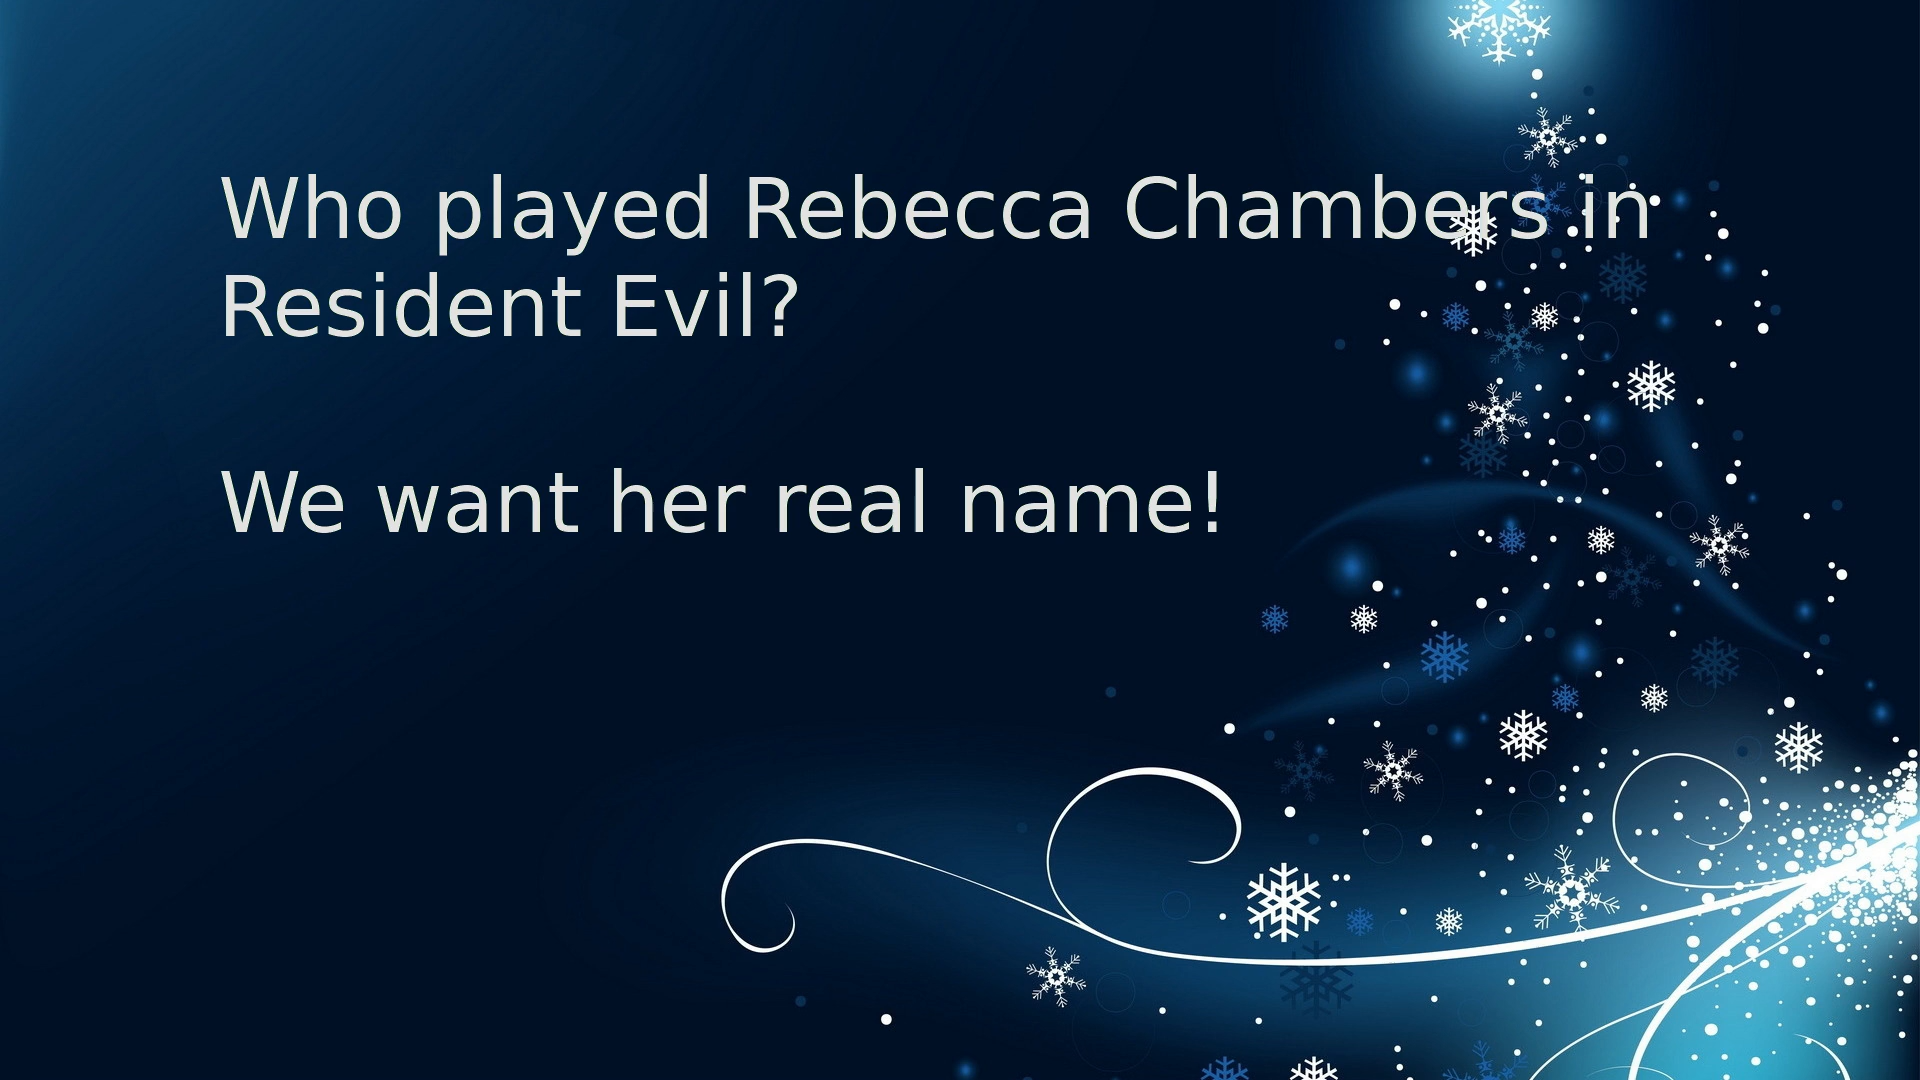 Who played Rebecca Chambers in
Resident Evil?
We want her real name!